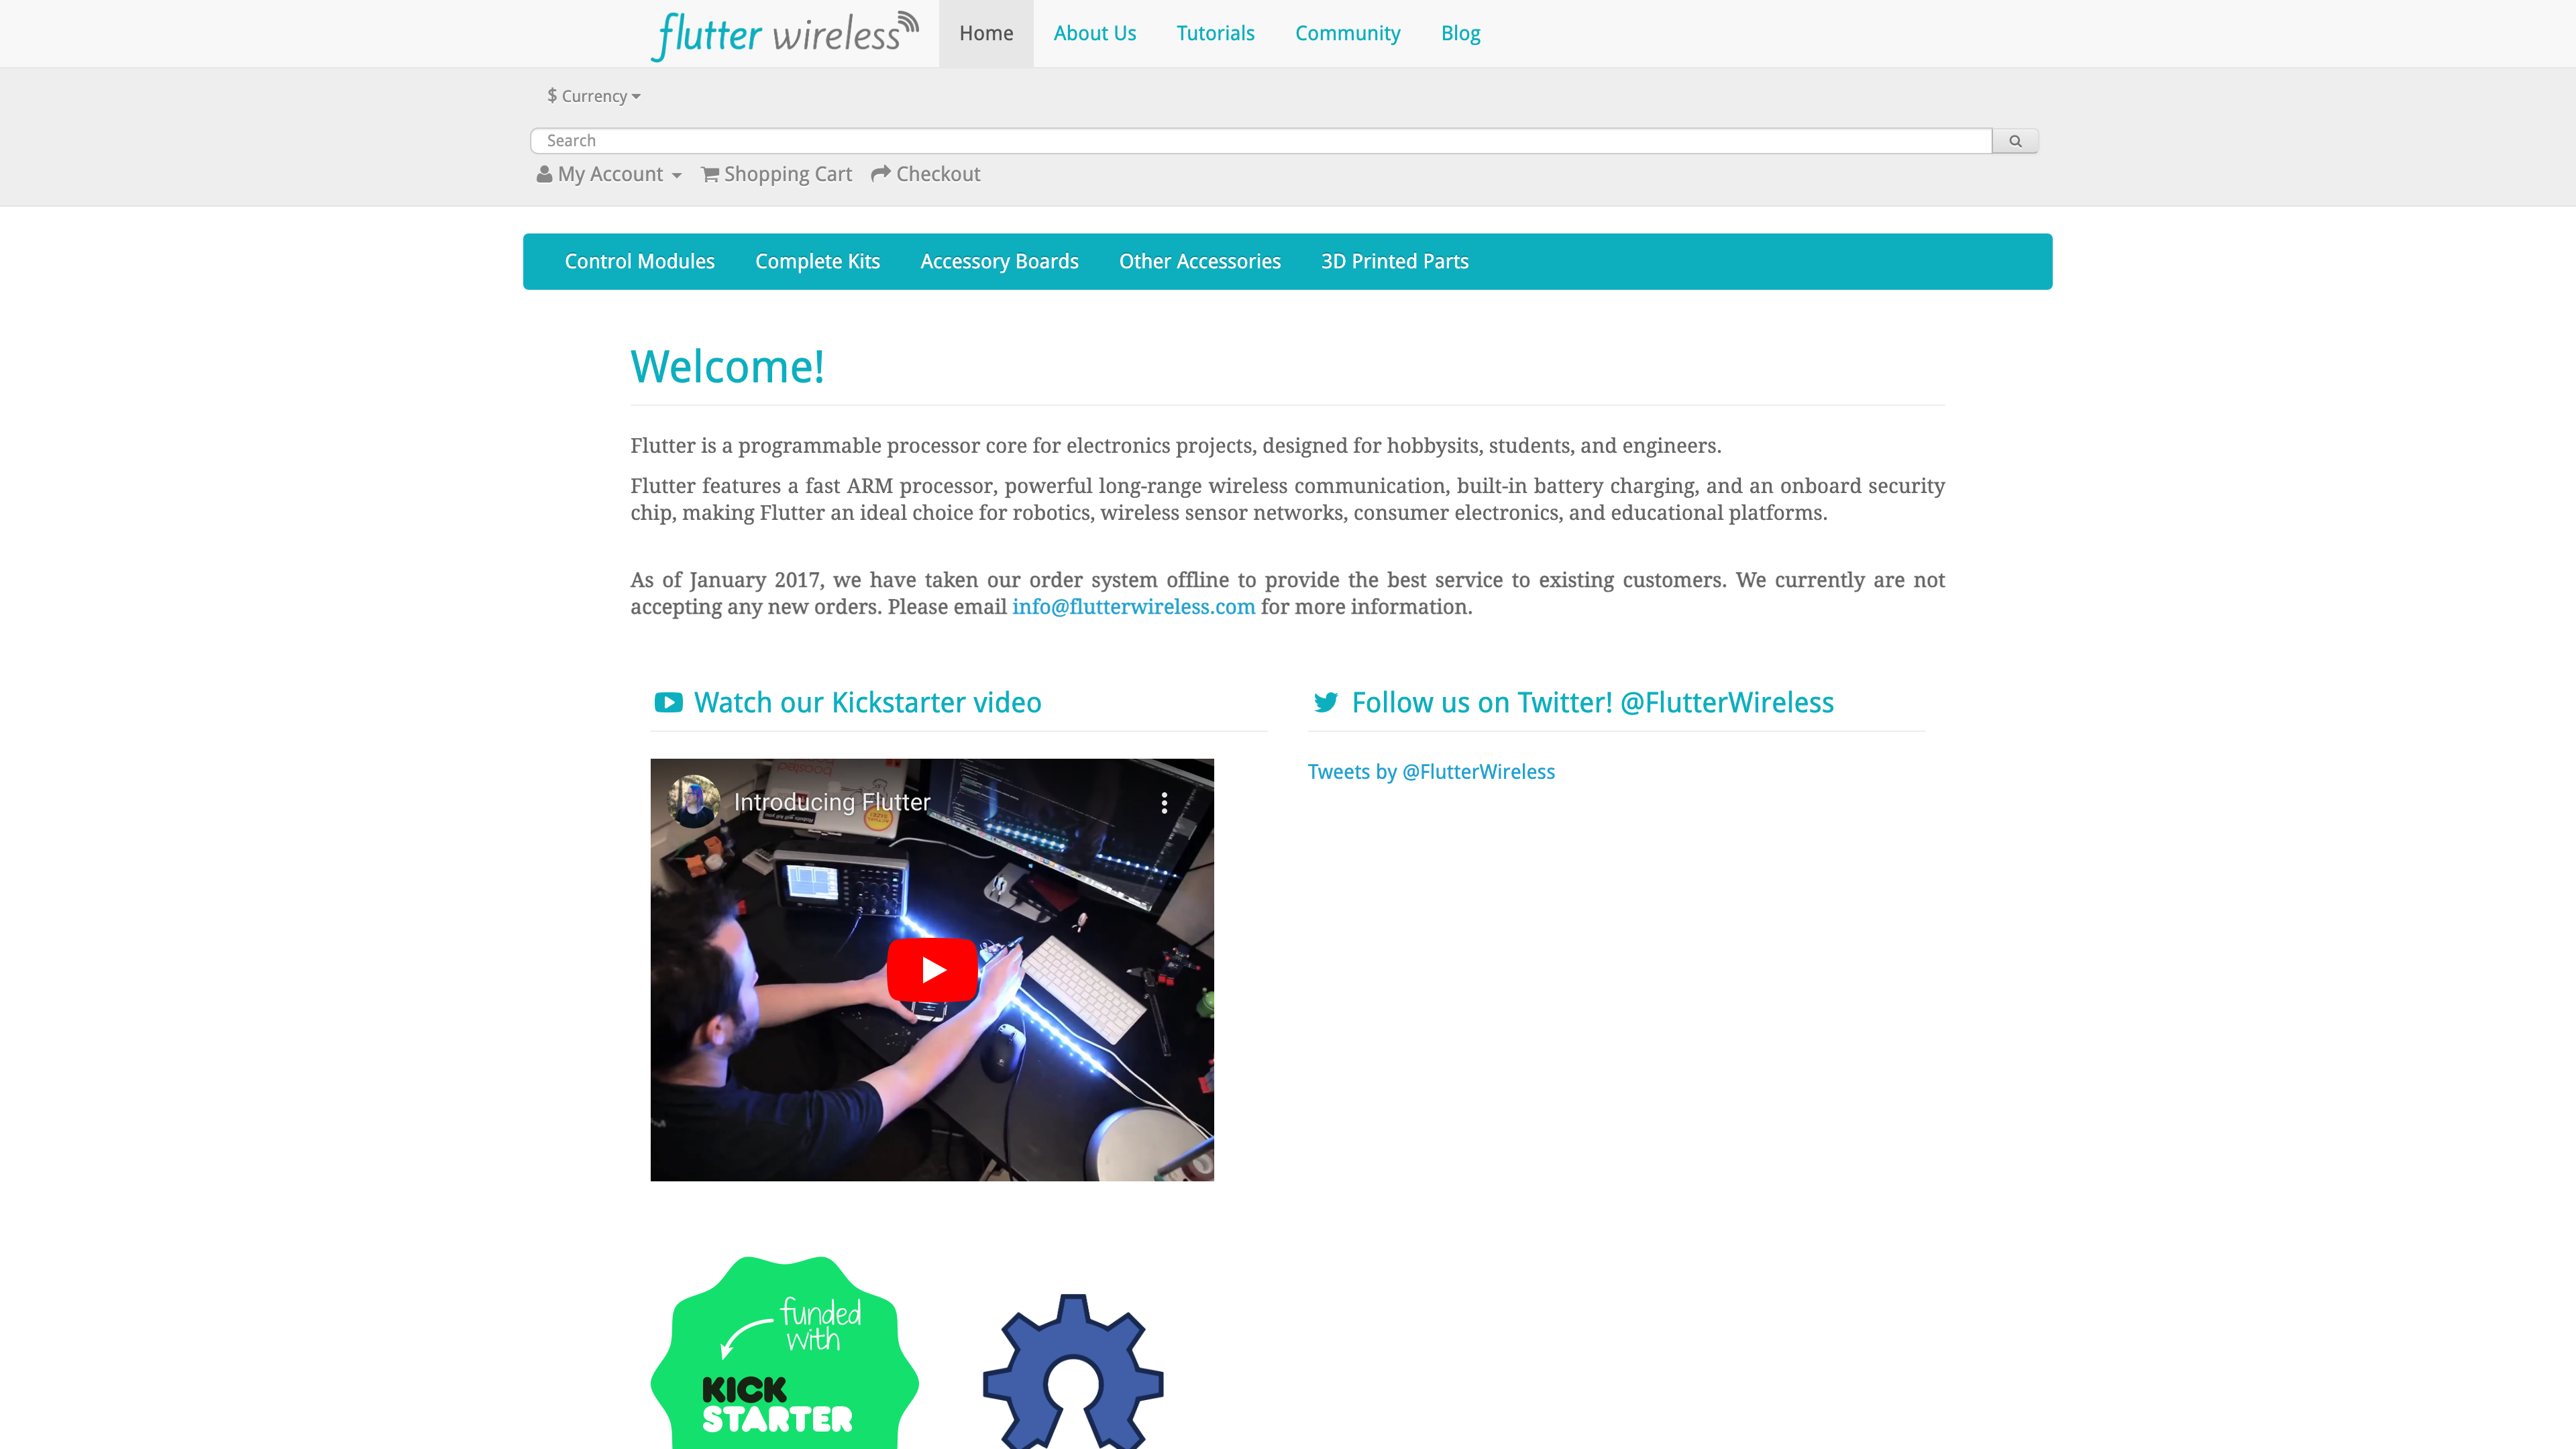 flutter wireless
Home
About Us
Tutorials
Community
Blog
$ Currency
Search
My Account
Shopping Cart
Checkout
Control Modules
Complete Kits
Accessory Boards
Other Accessories
3D Printed Parts
Welcome!
Flutter is a programmable processor core for electronics projects, designed for hobbysits, students, and engineers.
Flutter features a fast ARM processor, powerful long-range wireless communication, built-in battery charging, and an onboard security
chip, making Flutter an ideal choice for robotics, wireless sensor networks, consumer electronics, and educational platforms.
As of January 2017, we have taken our order system offline to provide the best service to existing customers. We currently are not
accepting any new orders. Please email info@flutterwireless.com for more information.
Watch our Kickstarter video
Follow us on Twitter! @FlutterWireless
Introducing Flutter
Tweets by @FlutterWireless
funded
with
KICK
STARTER